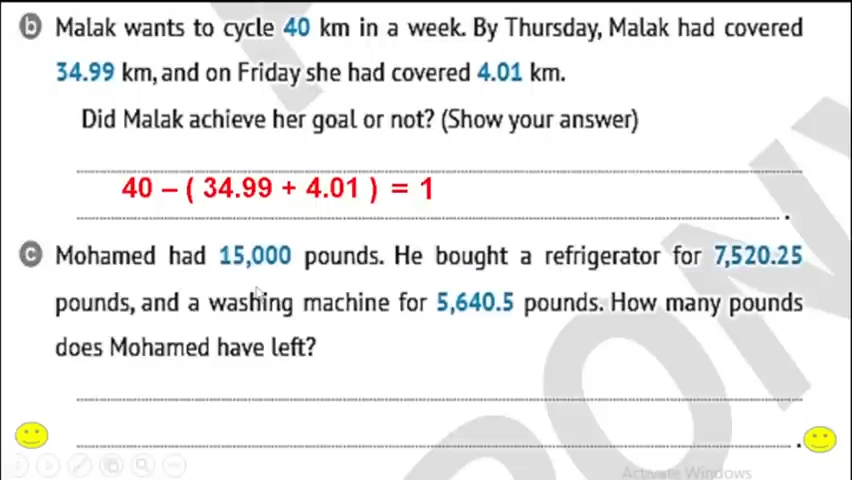 b Malak wants to cycle 40 km in a week. By Thursday, Malak had covered
34.99 km, and on Friday she had covered 4.01 km.
Did Malak achieve her goal or not? (Show your answer)
40 – ( 34.99 + 4.01 ) = 1
c Mohamed had 15,000 pounds. He bought a refrigerator for 7,520.25
pounds, and a washing machine for 5,640.5 pounds. How many pounds
does Mohamed have left?
Activate Windows